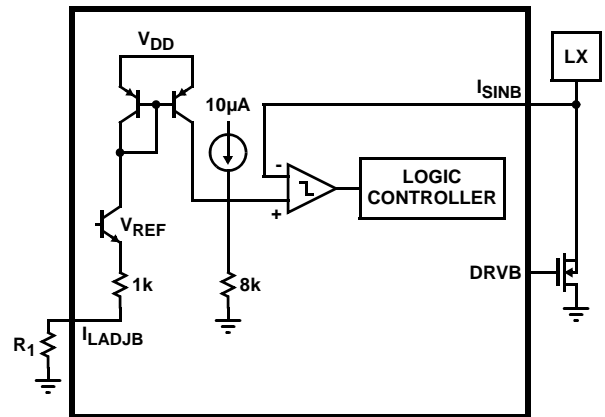 VDD
LX
ISINB
10µA
-
+
LOGIC
CONTROLLER
VREF
DRVB
1k
8k
ILADJB
R1